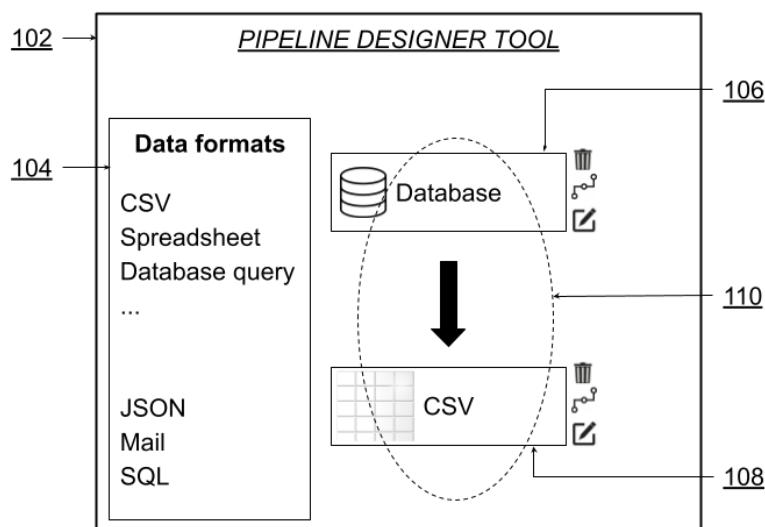 102
PIPELINE DESIGNER TOOL
106
Data formats
104
Database
CSV
Spreadsheet
Database query
...
110
JSON
Mail
SQL
CSV
108